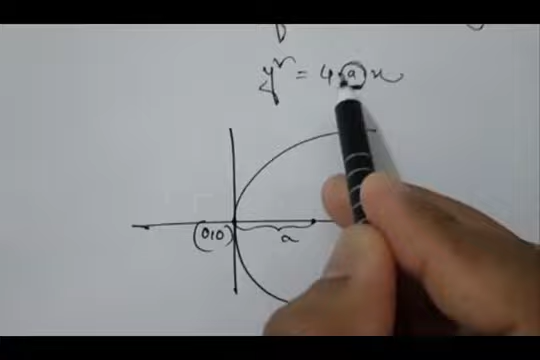 y² = 4ax
(0,0)
a